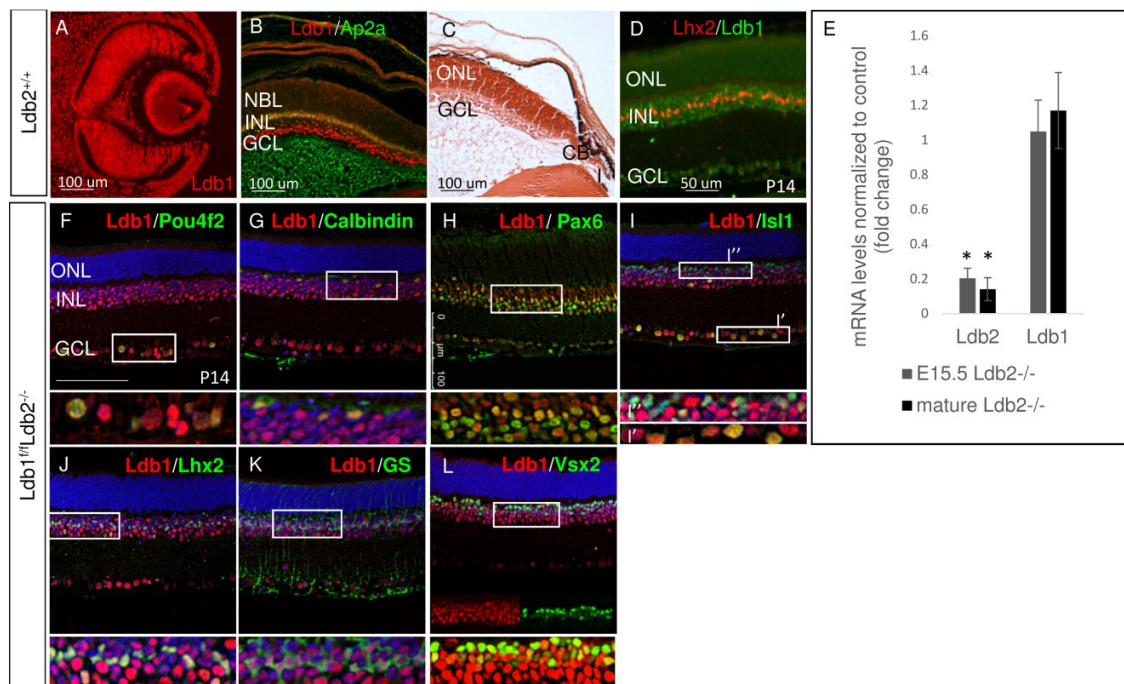 Ldb2+/+
A
Ldb1
100 um
B
Ldb1/Ap2a
NBL
INL
GCL
100 um
C
ONL
GCL
CB
I
100 um
D
Lhx2/Ldb1
ONL
INL
GCL
50 um
P14
E
mRNA levels normalized to control
(fold change)
1.6
1.4
1.2
1
0.8
0.6
0.4
0.2
0
* *
Ldb2 Ldb1
E15.5 Ldb2-/-
mature Ldb2-/-
Ldb1f/fLdb2-/-
F
Ldb1/Pou4f2
ONL
INL
GCL
P14
G
Ldb1/Calbindin
H
Ldb1/ Pax6
0
µm
100
I
Ldb1/Isl1
I''
I'
I''
I'
J
Ldb1/Lhx2
K
Ldb1/GS
L
Ldb1/Vsx2